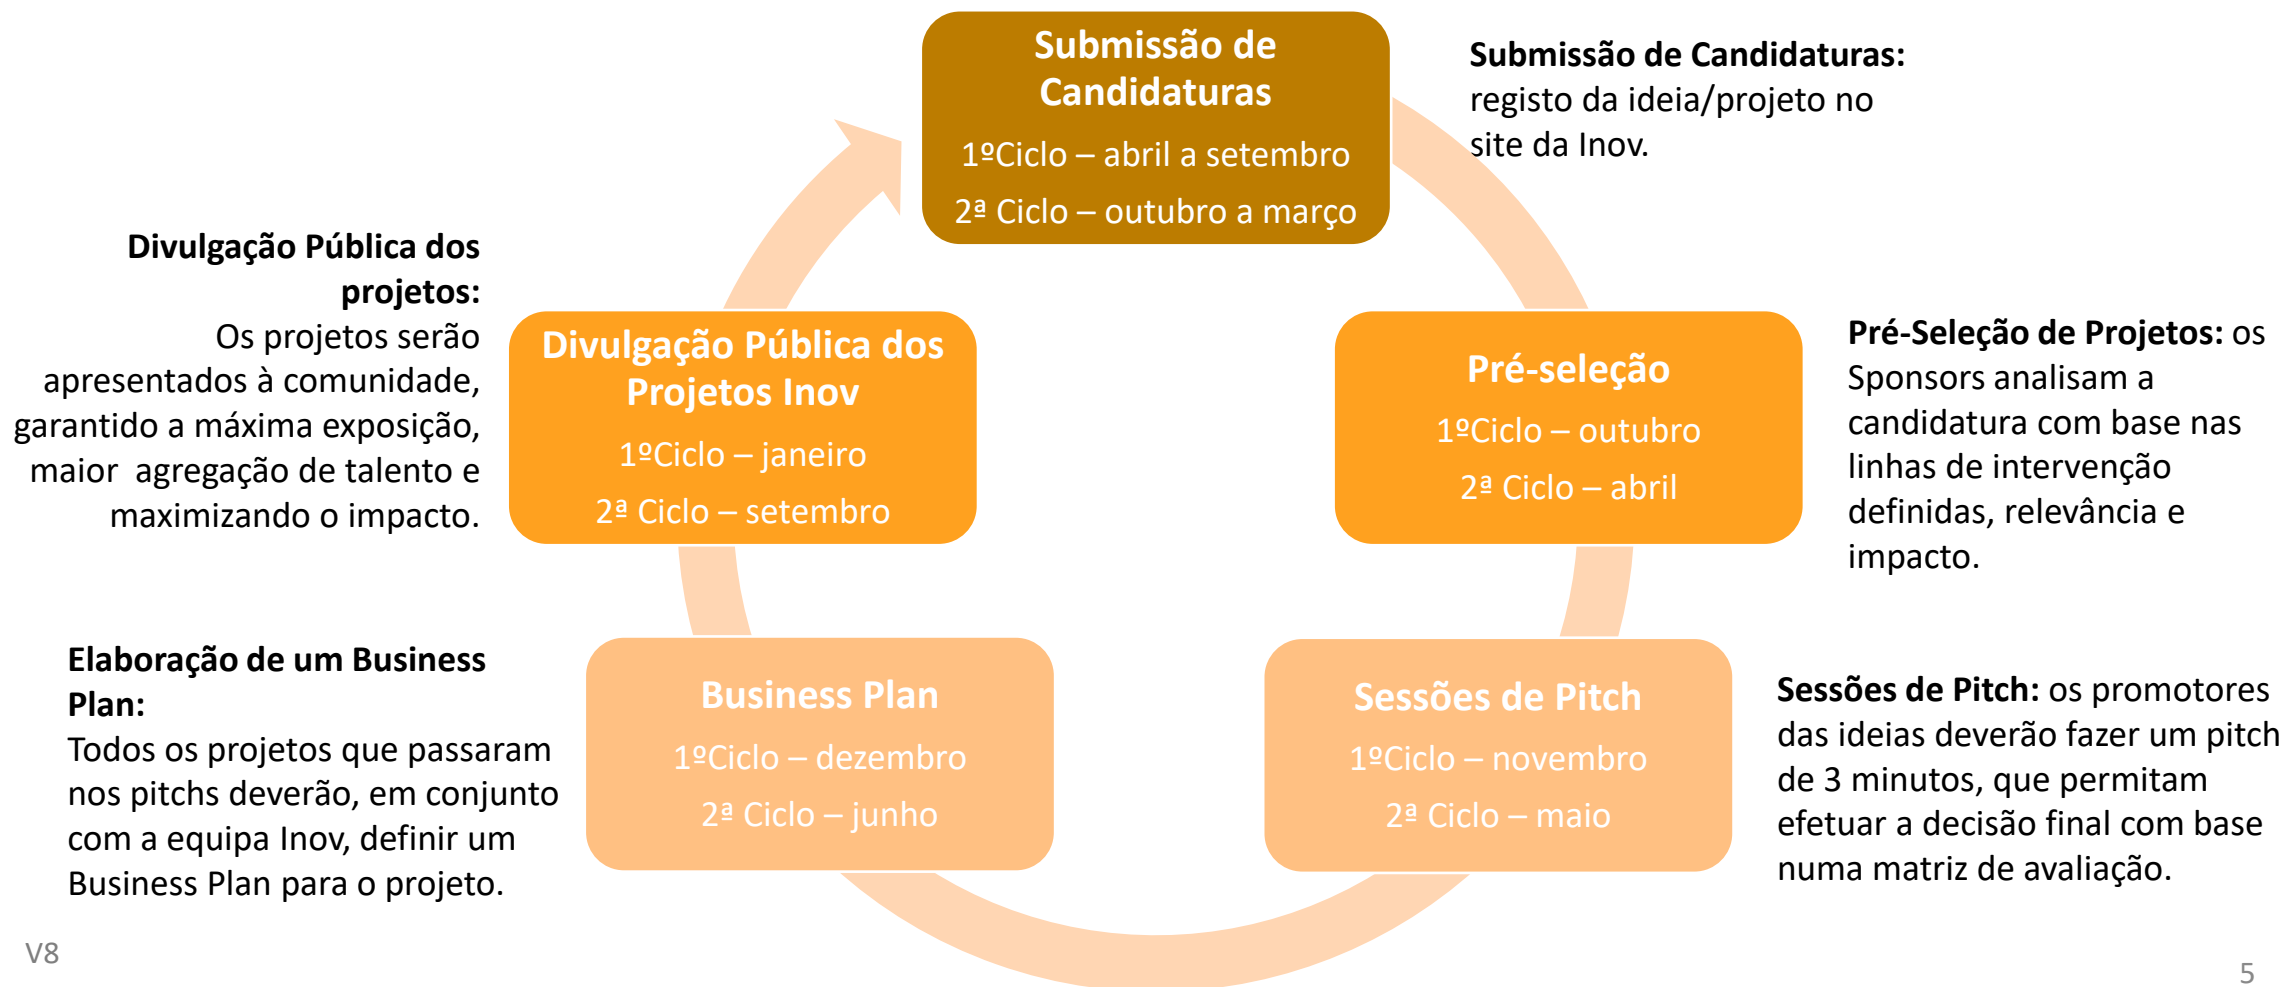 Submissão de
Candidaturas
1ºCiclo – abril a setembro
2ª Ciclo – outubro a março
Submissão de Candidaturas:
registo da ideia/projeto no
site da Inov.
Pré-seleção
1ºCiclo – outubro
2ª Ciclo – abril
Pré-Seleção de Projetos: os
Sponsors analisam a
candidatura com base nas
linhas de intervenção
definidas, relevância e
impacto.
Sessões de Pitch
1ºCiclo – novembro
2ª Ciclo – maio
Sessões de Pitch: os promotores
das ideias deverão fazer um pitch
de 3 minutos, que permitam
efetuar a decisão final com base
numa matriz de avaliação.
Business Plan
1ºCiclo – dezembro
2ª Ciclo – junho
Elaboração de um Business
Plan:
Todos os projetos que passaram
nos pitchs deverão, em conjunto
com a equipa Inov, definir um
Business Plan para o projeto.
Divulgação Pública dos
Projetos Inov
1ºCiclo – janeiro
2ª Ciclo – setembro
Divulgação Pública dos
projetos:
Os projetos serão
apresentados à comunidade,
garantido a máxima exposição,
maior  agregação de talento e
maximizando o impacto.
V8
5